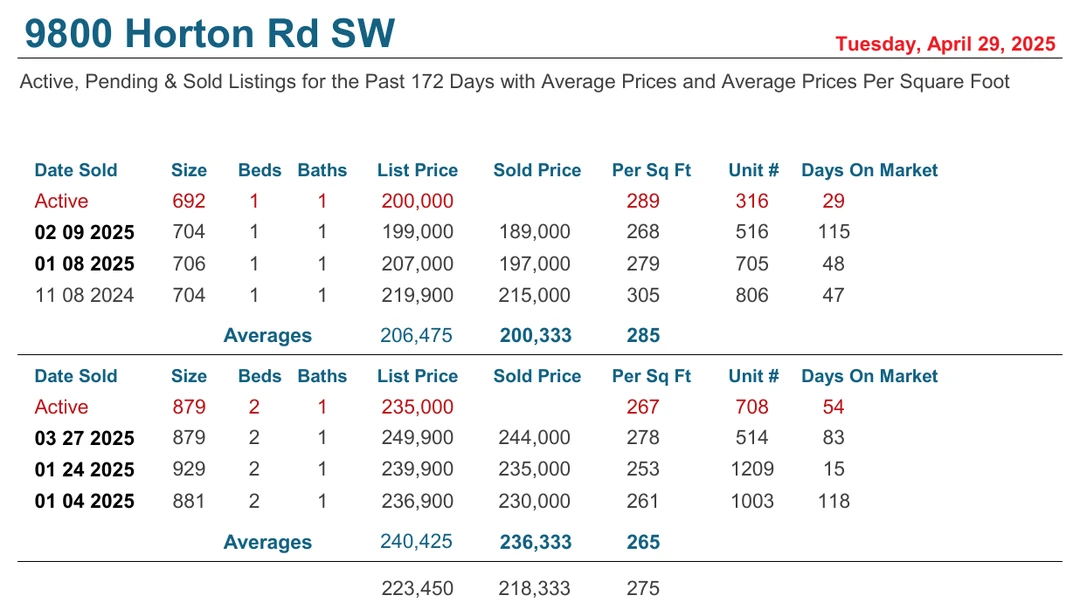 9800 Horton Rd SW
Tuesday, April 29, 2025
Active, Pending & Sold Listings for the Past 172 Days with Average Prices and Average Prices Per Square Foot
Date Sold Size Beds Baths List Price Sold Price Per Sq Ft Unit # Days On Market
Active 692 1 1 200,000 289 316 29
02 09 2025 704 1 1 199,000 189,000 268 516 115
01 08 2025 706 1 1 207,000 197,000 279 705 48
11 08 2024 704 1 1 219,900 215,000 305 806 47
Averages 206,475 200,333 285
Date Sold Size Beds Baths List Price Sold Price Per Sq Ft Unit # Days On Market
Active 879 2 1 235,000 267 708 54
03 27 2025 879 2 1 249,900 244,000 278 514 83
01 24 2025 929 2 1 239,900 235,000 253 1209 15
01 04 2025 881 2 1 236,900 230,000 261 1003 118
Averages 240,425 236,333 265
223,450 218,333 275